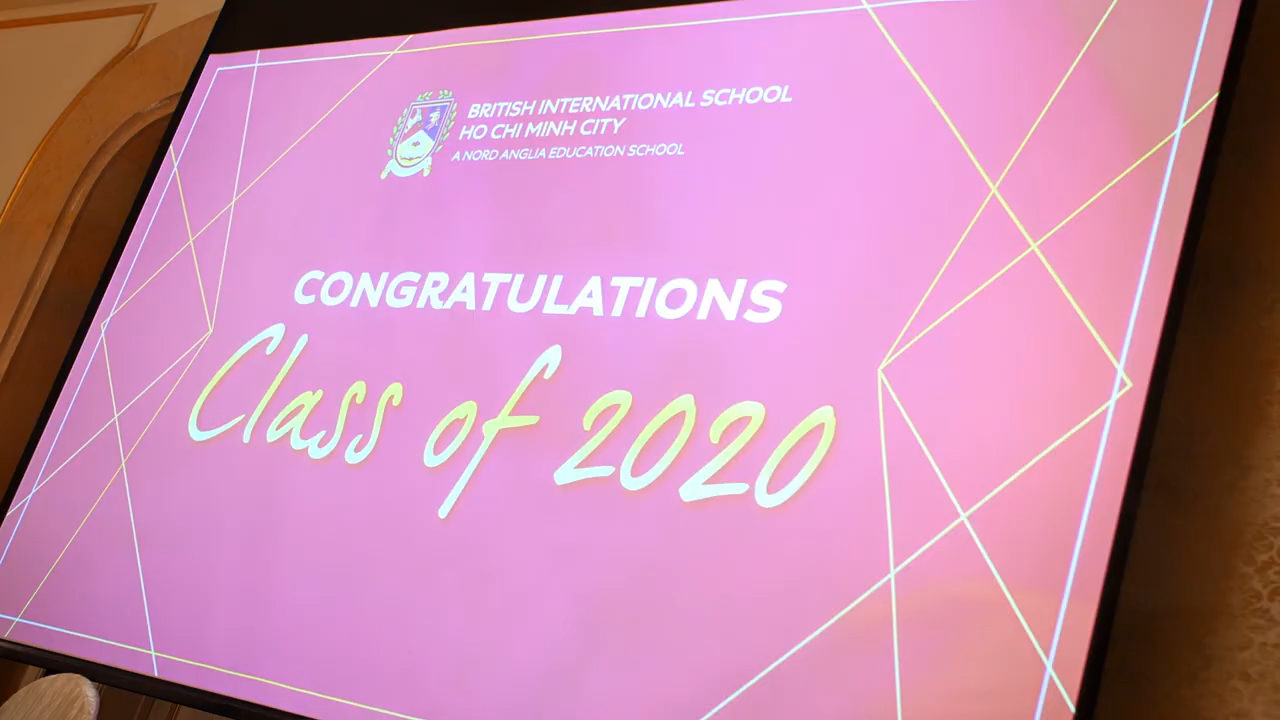 BRITISH INTERNATIONAL SCHOOL
HO CHI MINH CITY
A NORD ANGLIA EDUCATION SCHOOL
CONGRATULATIONS
Class of 2020